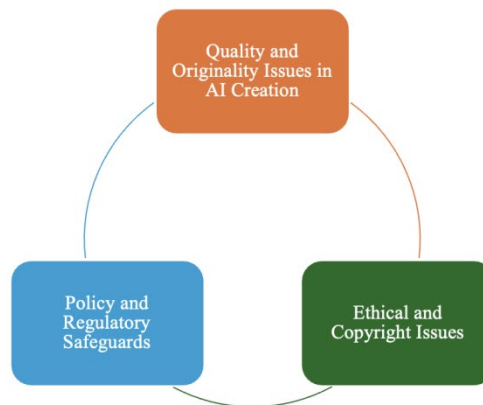 Quality and
Originality Issues in
AI Creation
Policy and
Regulatory
Safeguards
Ethical and
Copyright Issues